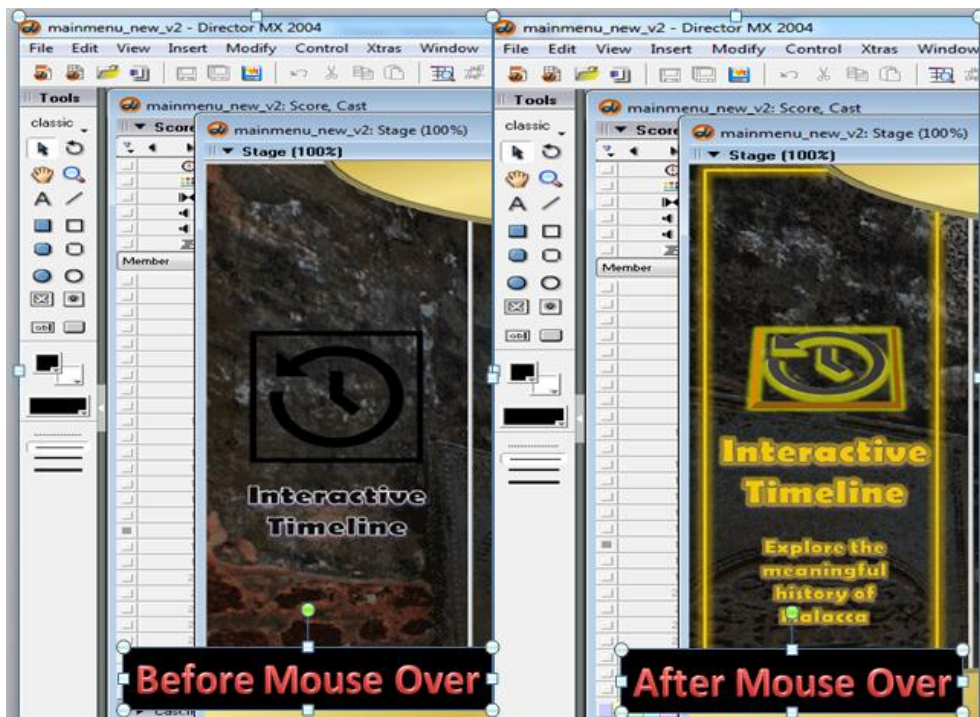 mainmenu_new_v2 - Director MX 2004
File Edit View Insert Modify Control Xtras Window
Tools
classic
mainmenu_new_v2: Score, Cast
Score
mainmenu_new_v2: Stage (100%)
Stage (100%)
Member
Interactive
Timeline
Before Mouse Over
mainmenu_new_v2 - Director MX 2004
File Edit View Insert Modify Control Xtras Window
Tools
classic
mainmenu_new_v2: Score, Cast
Score
mainmenu_new_v2: Stage (100%)
Stage (100%)
Member
Interactive
Timeline
Explore the
meaningful
history of
Malacca
After Mouse Over